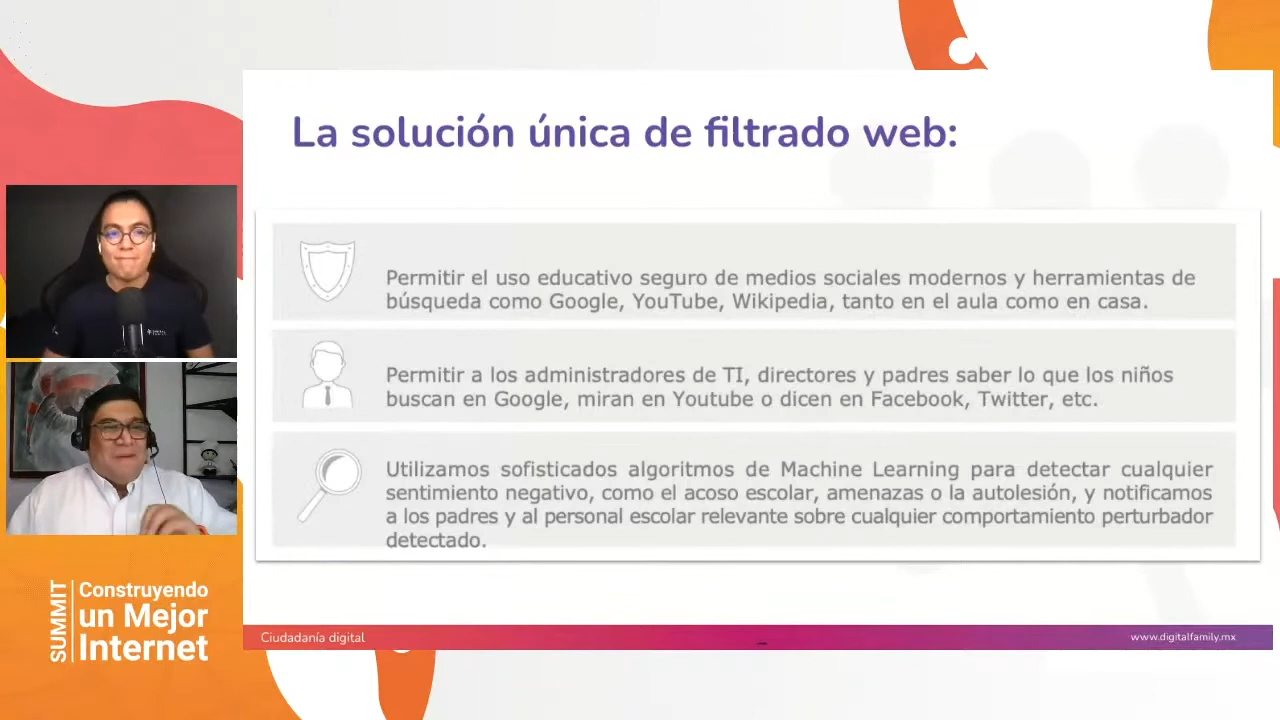 La solución única de filtrado web:
Permitir el uso educativo seguro de medios sociales modernos y herramientas de
búsqueda como Google, YouTube, Wikipedia, tanto en el aula como en casa.
Permitir a los administradores de TI, directores y padres saber lo que los niños
buscan en Google, miran en Youtube o dicen en Facebook, Twitter, etc.
Utilizamos sofisticados algoritmos de Machine Learning para detectar cualquier
sentimiento negativo, como el acoso escolar, amenazas o la autolesión, y notificamos
a los padres y al personal escolar relevante sobre cualquier comportamiento perturbador
detectado.
SUMMIT
Construyendo
un Mejor
Internet
Ciudadanía digital
www.digitalfamily.mx